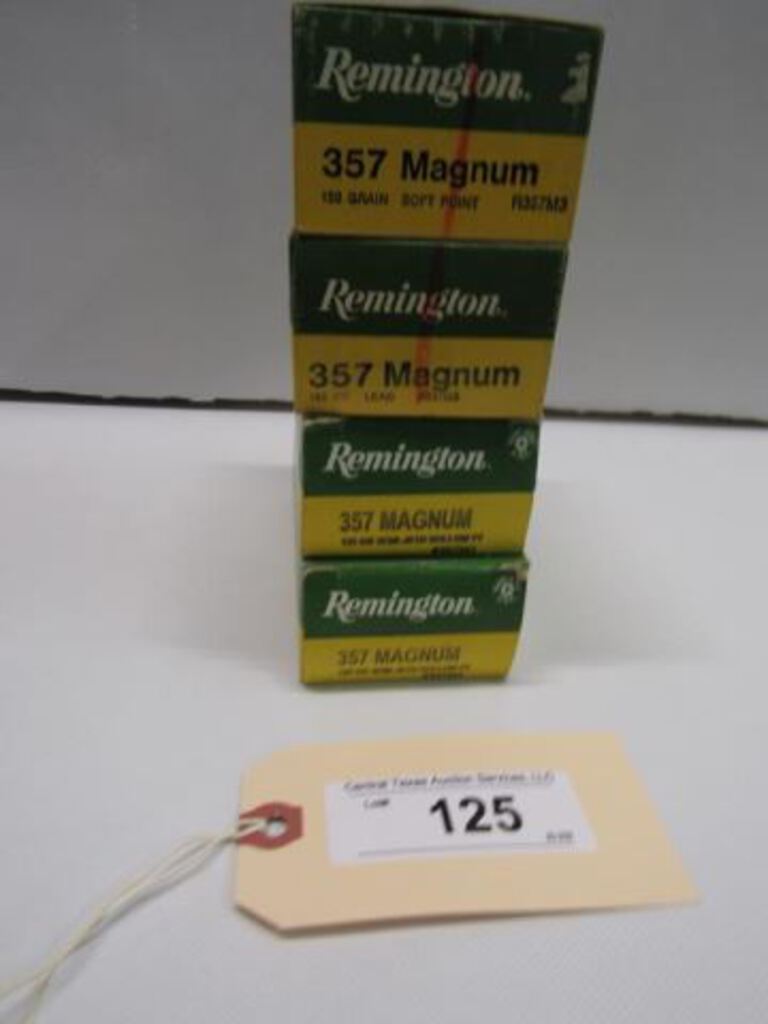 Remington.
357 Magnum
158 GRAIN SOFT POINT R357M3
Remington.
357 Magnum
LEAD
Remington
357 MAGNUM
Remington
357 MAGNUM
Central Texas Auction Services, LLC
Lot#
125